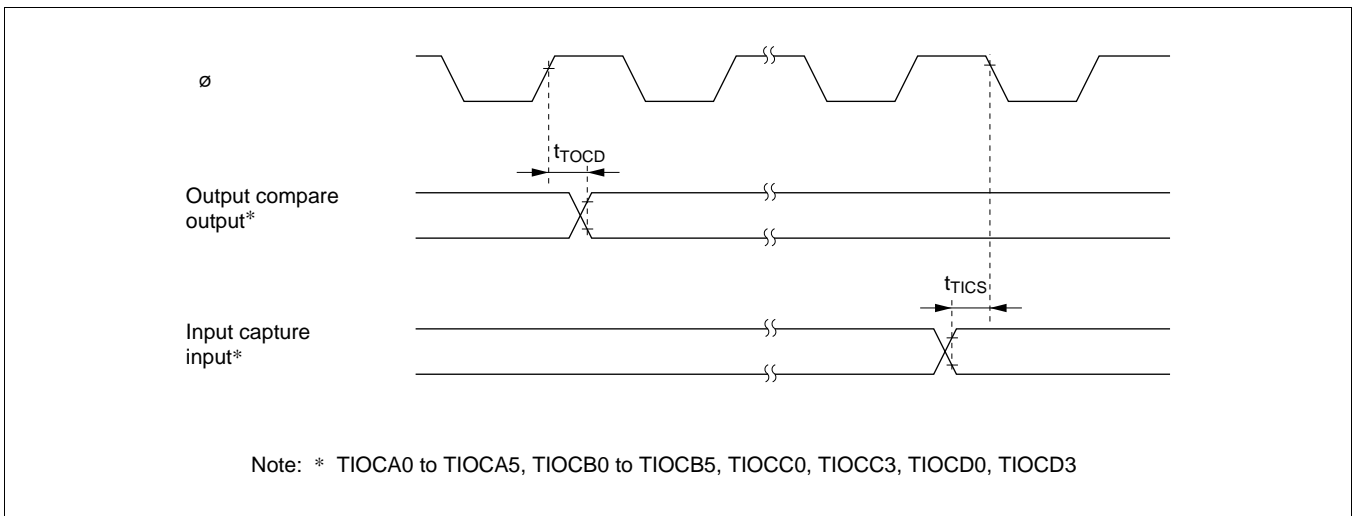 ø
tTOCD
Output compare
output*
tTICS
Input capture
input*
Note: * TIOCA0 to TIOCA5, TIOCB0 to TIOCB5, TIOCC0, TIOCC3, TIOCD0, TIOCD3